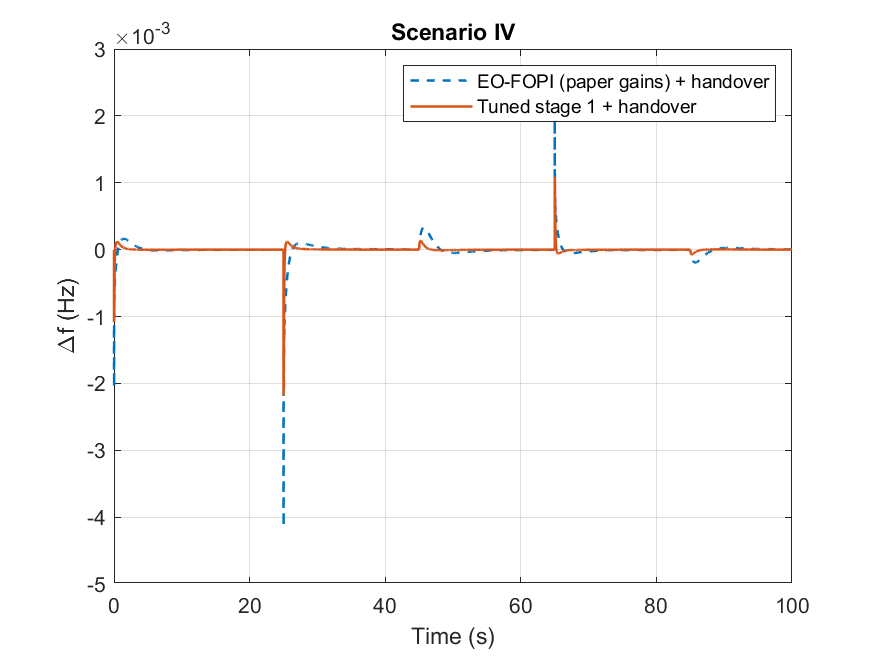 Scenario IV
×10⁻³
EO-FOPI (paper gains) + handover
Tuned stage 1 + handover
3
2
1
0
-1
-2
-3
-4
-5
Δf (Hz)
0 20 40 60 80 100
Time (s)